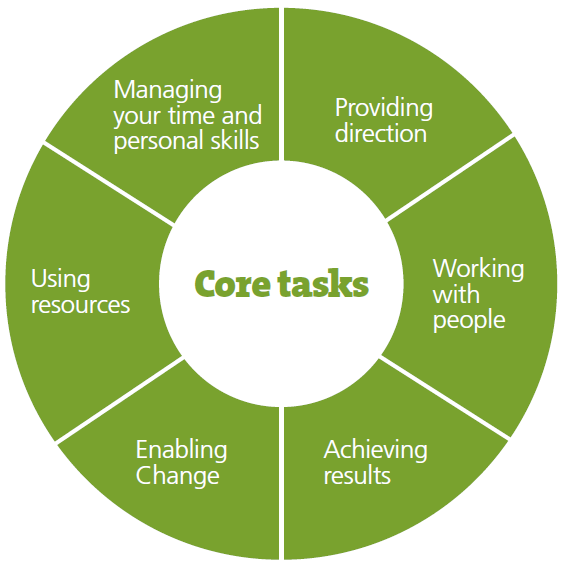 Managing
your time and
personal skills
Providing
direction
Working
with
people
Achieving
results
Enabling
Change
Using
resources
Core tasks